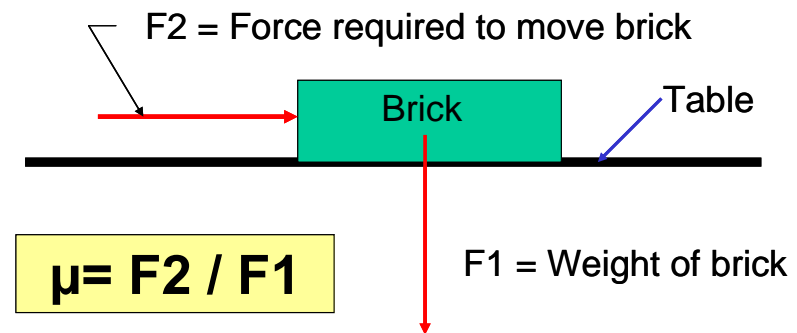 F2 = Force required to move brick
Brick
Table
µ= F2 / F1
F1 = Weight of brick